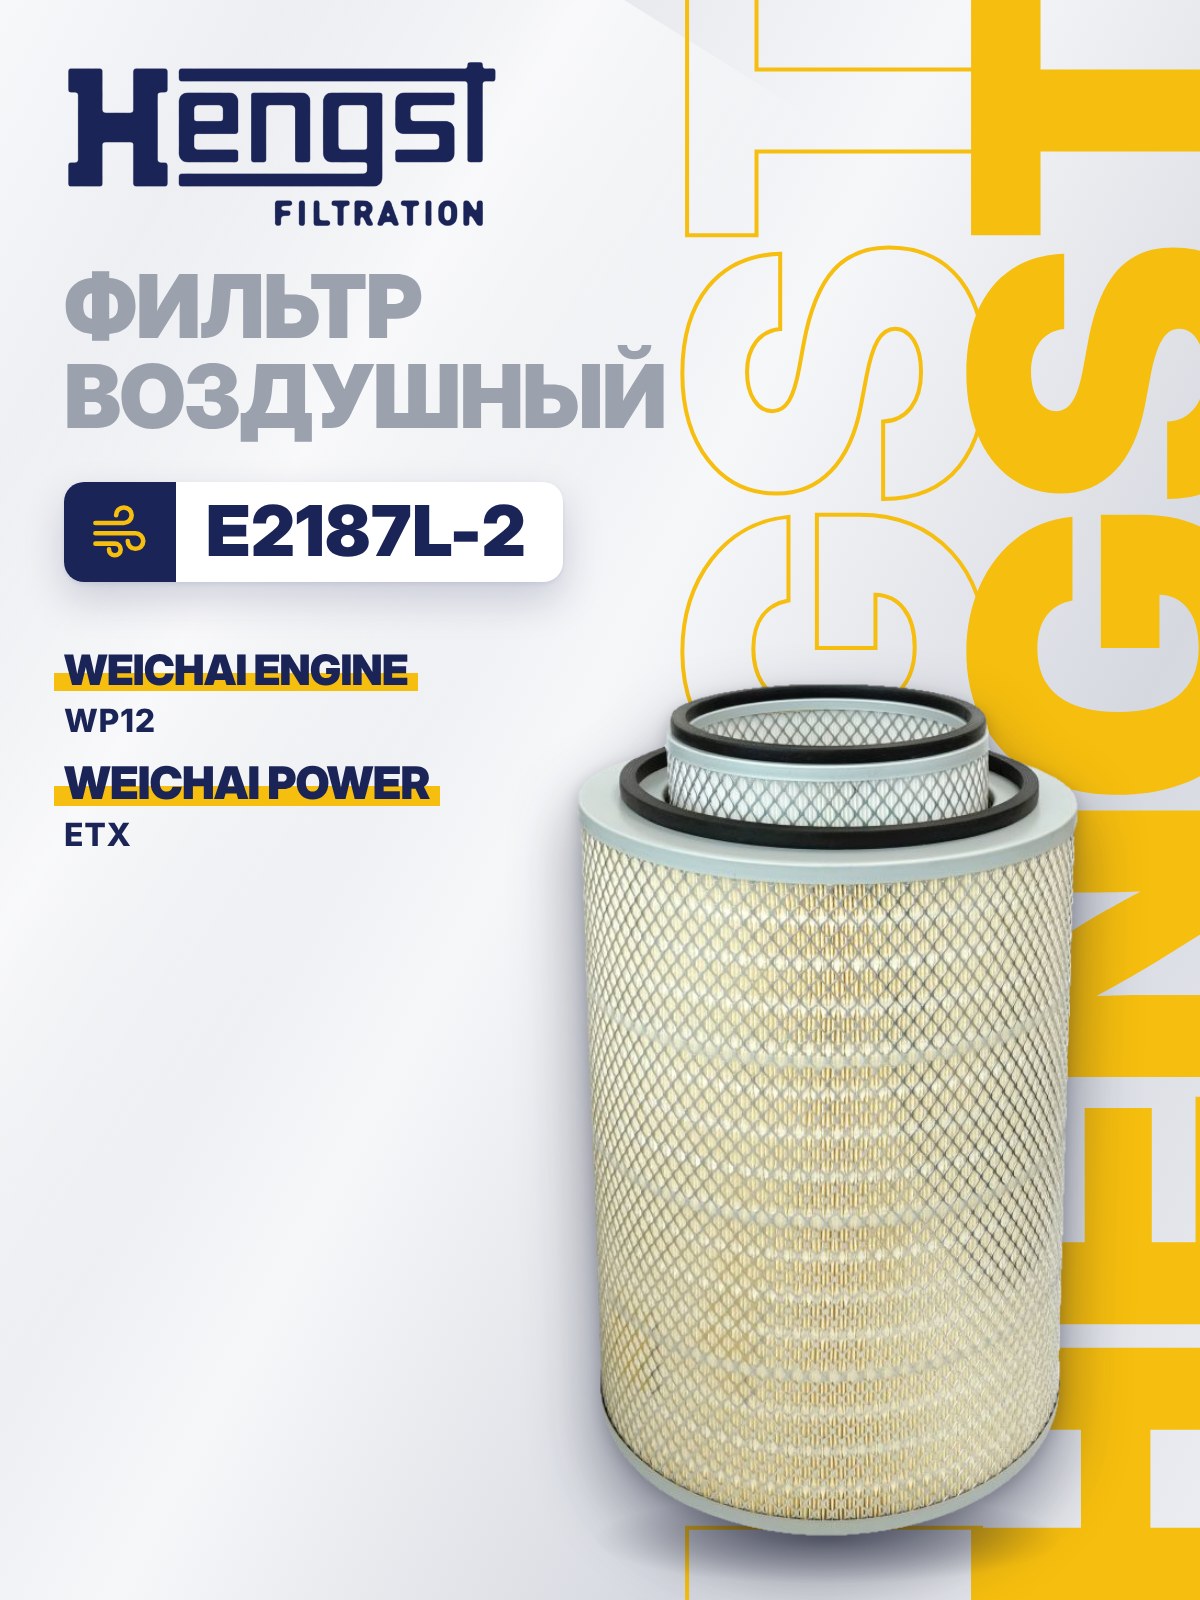 Hengst
FILTRATION
ФИЛЬТР
ВОЗДУШНЫЙ
E2187L-2
WEICHAI ENGINE
WP12
WEICHAI POWER
ETX
HENGST
HENGST